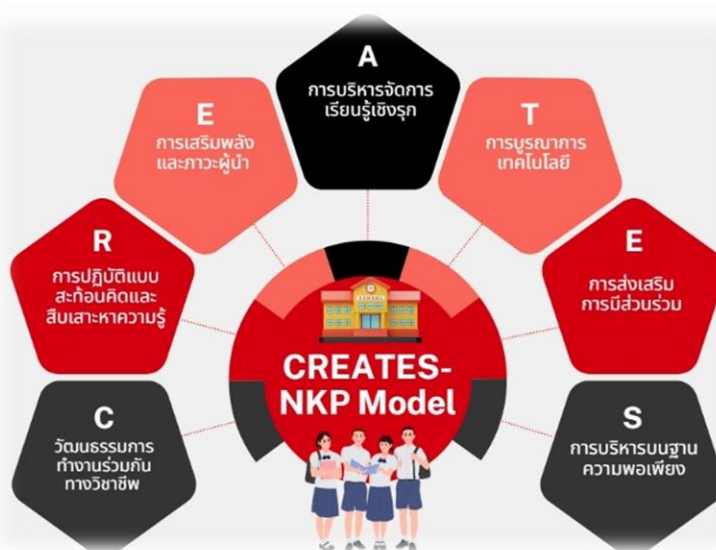 A
การบริหารจัดการ
เรียนรู้เชิงรุก
E
การเสริมพลัง
และภาวะผู้นำ
T
การบูรณาการ
เทคโนโลยี
R
การปฏิบัติแบบ
สะท้อนคิดและ
สืบเสาะหาความรู้
E
การส่งเสริม
การมีส่วนร่วม
C
วัฒนธรรมการ
ทำงานร่วมกัน
ทางวิชาชีพ
S
การบริหารบนฐาน
ความพอเพียง
SCHOOL
CREATES-
NKP Model